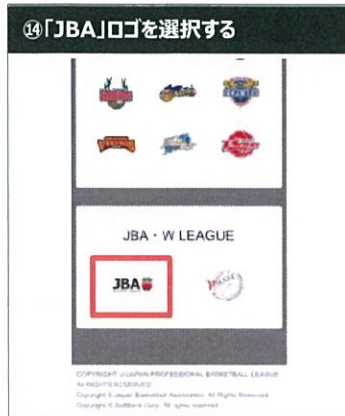 ⑭「JBA」ロゴを選択する
JBA・W LEAGUE
JBA
COPYRIGHT © JAPAN PROFESSIONAL BASKETBALL LEAGUE
All RIGHTS RESERVED
Copyright © Japan Basketball Association. All Rights Reserved.
Copyright © SoftBank Corp. All rights reserved.